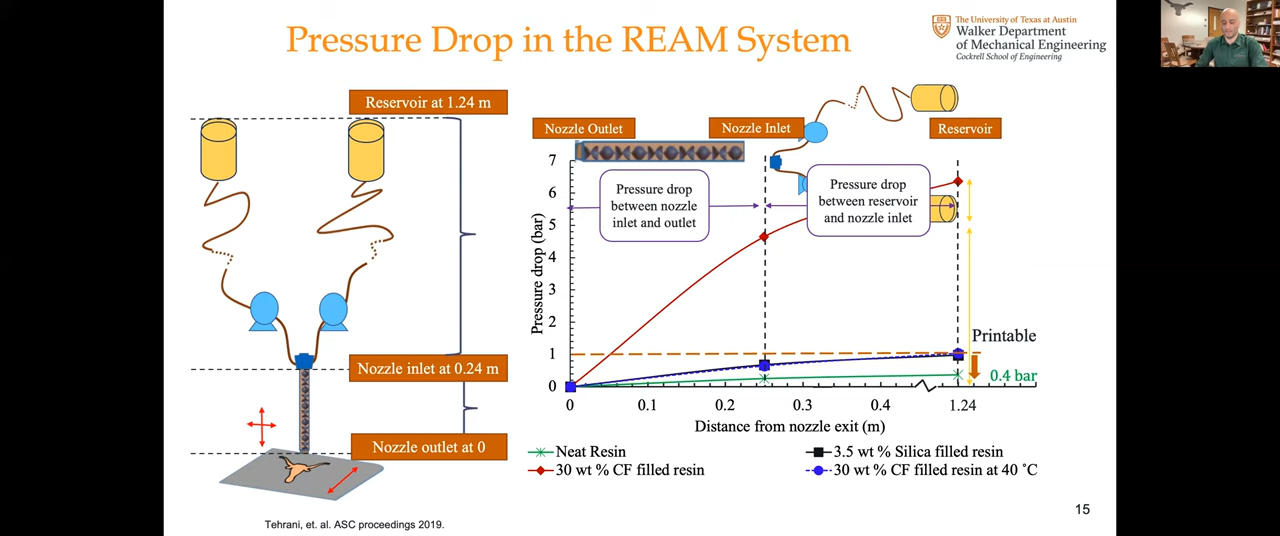 Pressure Drop in the REAM System
The University of Texas at Austin
Walker Department
of Mechanical Engineering
Cockrell School of Engineering
Reservoir at 1.24 m
Nozzle inlet at 0.24 m
Nozzle outlet at 0
Nozzle Outlet
Nozzle Inlet
Reservoir
Pressure drop
between nozzle
inlet and outlet
Pressure drop
between reservoir
and nozzle inlet
Pressure drop (bar)
7
6
5
4
3
2
1
0
Printable
0.4 bar
0
0.1
0.2
0.3
0.4
1.24
Distance from nozzle exit (m)
Neat Resin
3.5 wt % Silica filled resin
30 wt % CF filled resin
30 wt % CF filled resin at 40 ˚C
15
Tehrani, et. al. ASC proceedings 2019.